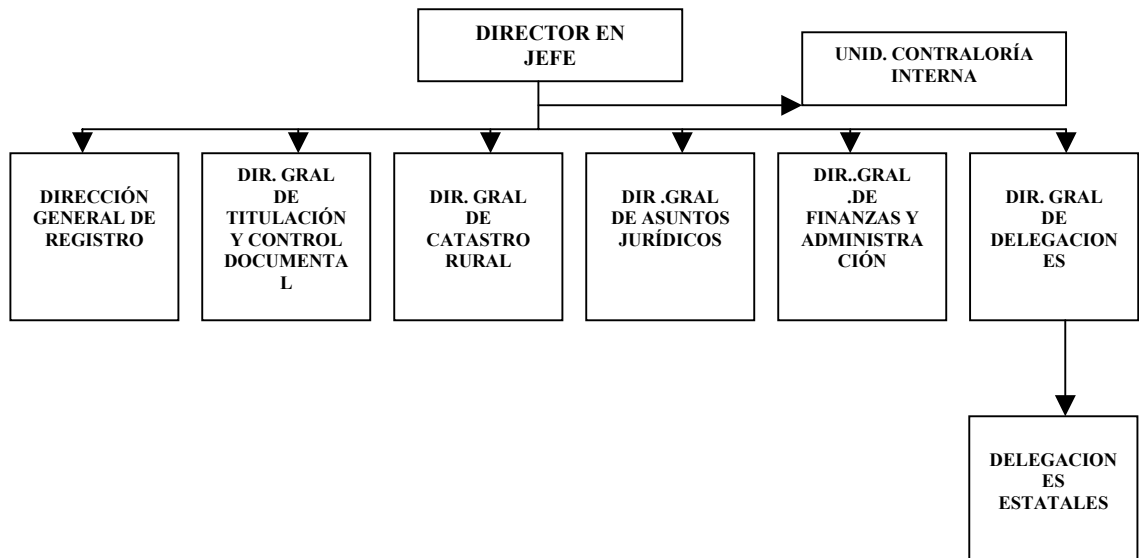 DIRECTOR EN
JEFE
UNID. CONTRALORÍA
INTERNA
DIRECCIÓN
GENERAL DE
REGISTRO
DIR. GRAL
DE
TITULACIÓN
Y CONTROL
DOCUMENTA
L
DIR. GRAL
DE
CATASTRO
RURAL
DIR .GRAL
DE ASUNTOS
JURÍDICOS
DIR..GRAL
.DE
FINANZAS Y
ADMINISTRA
CIÓN
DIR. GRAL
DE
DELEGACION
ES
DELEGACION
ES
ESTATALES